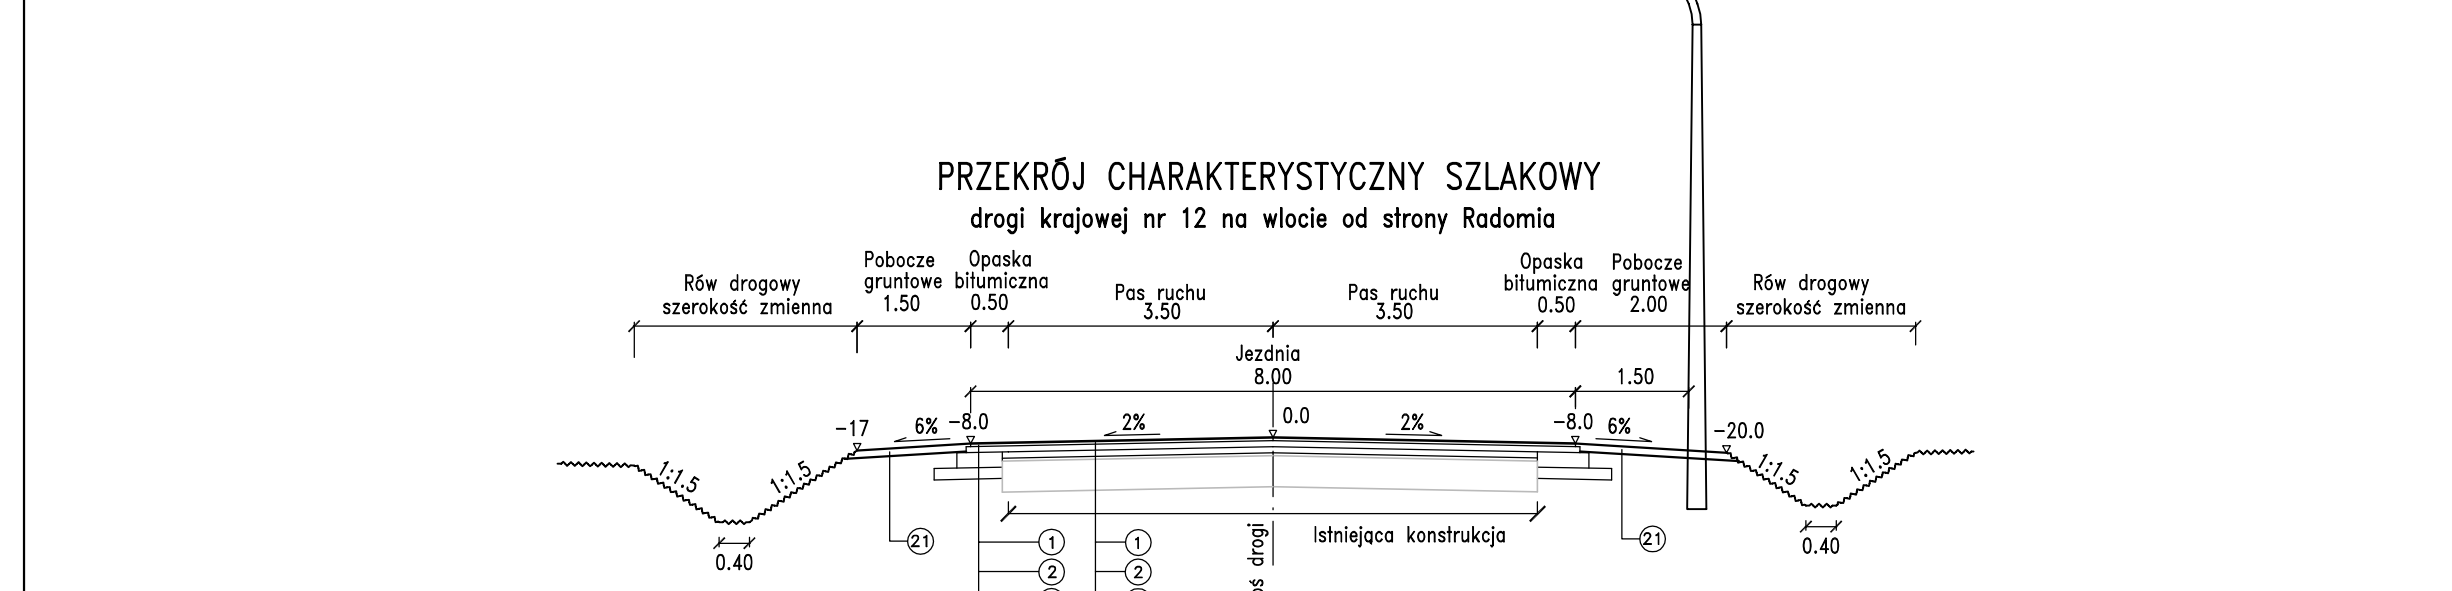 PRZEKRÓJ CHARAKTERYSTYCZNY SZLAKOWY
drogi krajowej nr 12 na wlocie od strony Radomia
Rów drogowy
szerokość zmienna
Pobocze
gruntowe
1.50
Opaska
bitumiczna
0.50
Pas ruchu
3.50
Pas ruchu
3.50
Opaska
bitumiczna
0.50
Pobocze
gruntowe
2.00
Rów drogowy
szerokość zmienna
Jezdnia
8.00
1.50
-17
6%
-8.0
2%
0.0
2%
-8.0
6%
-20.0
1:1.5
1:1.5
1:1.5
1:1.5
0.40
21
1
2
1
2
oś drogi
Istniejąca konstrukcja
21
0.40